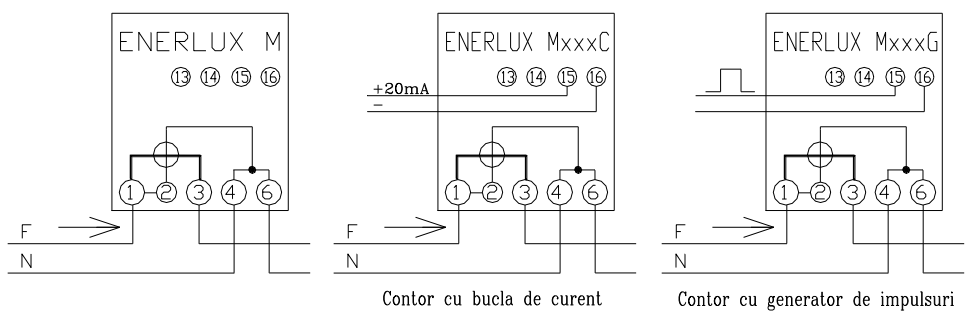 ENERLUX M
13 14 15 16
1 2 3 4 6
F
N
ENERLUX MxxxC
13 14 15 16
+20mA
-
1 2 3 4 6
F
N
Contor cu bucla de curent
ENERLUX MxxxG
13 14 15 16
1 2 3 4 6
F
N
Contor cu generator de impulsuri